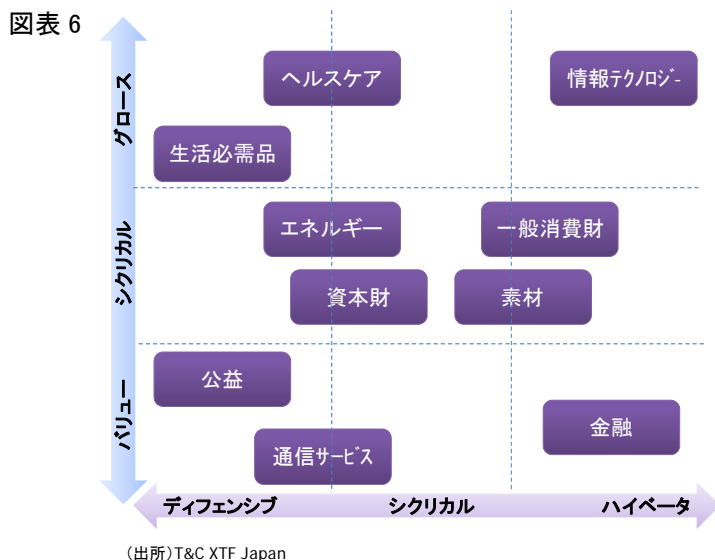 図表 6
グロース
ヘルスケア
情報テクノロジｰ
生活必需品
シクリカル
エネルギー
一般消費財
資本財
素材
バリュー
公益
金融
通信サービス
ディフェンシブ
シクリカル
ハイベータ
(出所)T&C XTF Japan